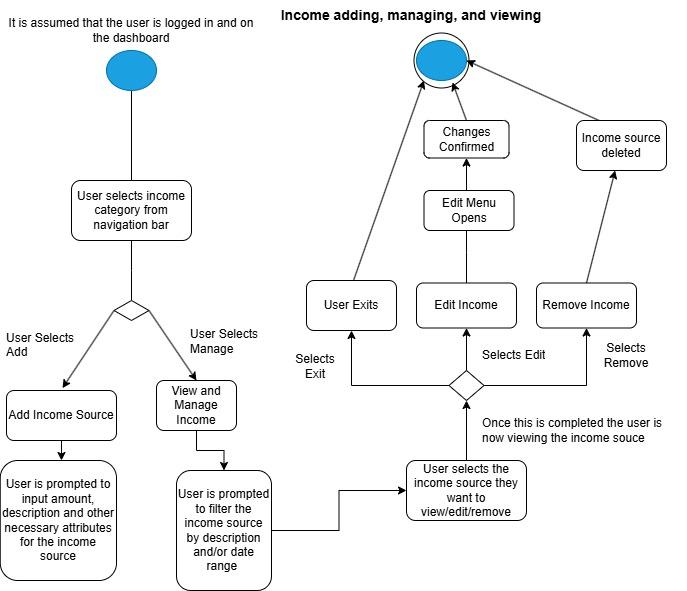 It is assumed that the user is logged in and on
the dashboard
Income adding, managing, and viewing
User selects income
category from
navigation bar
User Selects
Add
User Selects
Manage
Add Income Source
View and
Manage
Income
User is prompted to
input amount,
description and other
necessary attributes
for the income
source
User is prompted
to filter the
income source
by description
and/or date
range
Changes
Confirmed
Income source
deleted
Edit Menu
Opens
User Exits
Edit Income
Remove Income
Selects
Exit
Selects Edit
Selects
Remove
Once this is completed the user is
now viewing the income souce
User selects the
income source they
want to
view/edit/remove